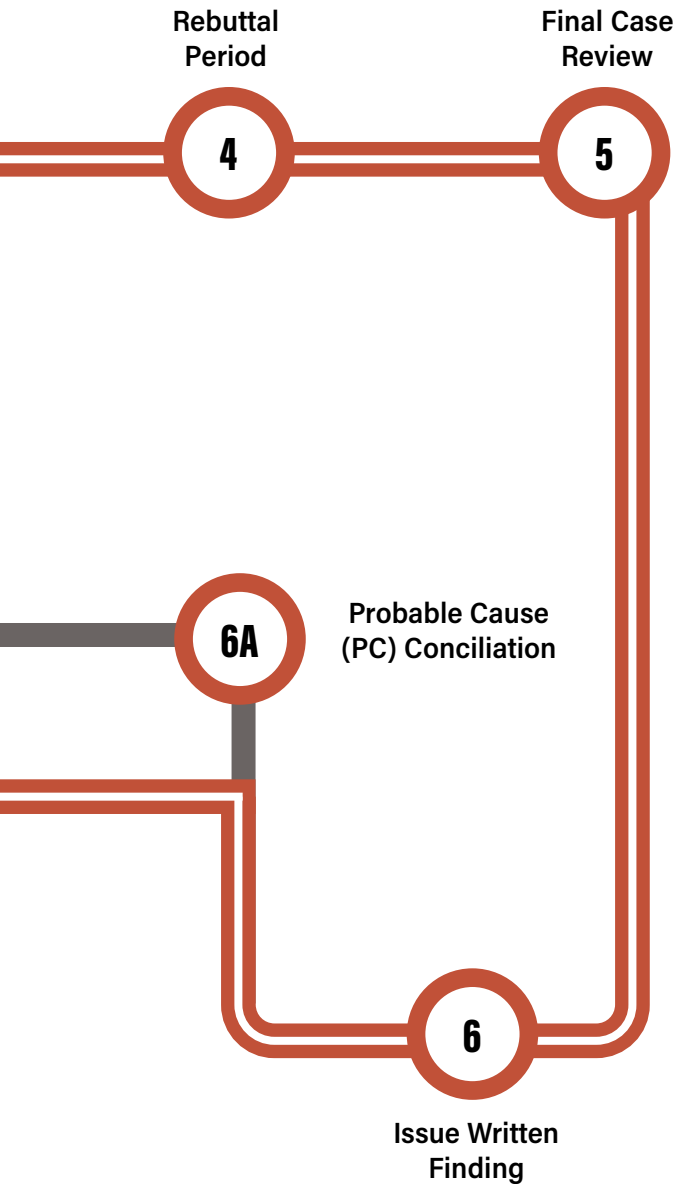 Rebuttal
Period
Final Case
Review
4
5
6A
Probable Cause
(PC) Conciliation
6
Issue Written
Finding